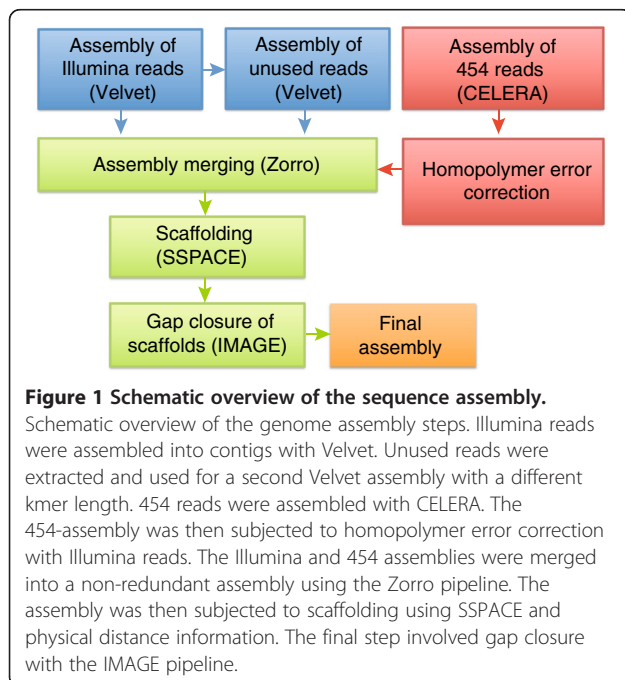 Assembly of
Illumina reads
(Velvet)
Assembly of
unused reads
(Velvet)
Assembly of
454 reads
(CELERA)
Assembly merging (Zorro)
Homopolymer error
correction
Scaffolding
(SSPACE)
Gap closure of
scaffolds (IMAGE)
Final
assembly
Figure 1 Schematic overview of the sequence assembly.
Schematic overview of the genome assembly steps. Illumina reads
were assembled into contigs with Velvet. Unused reads were
extracted and used for a second Velvet assembly with a different
kmer length. 454 reads were assembled with CELERA. The
454-assembly was then subjected to homopolymer error correction
with Illumina reads. The Illumina and 454 assemblies were merged
into a non-redundant assembly using the Zorro pipeline. The
assembly was then subjected to scaffolding using SSPACE and
physical distance information. The final step involved gap closure
with the IMAGE pipeline.